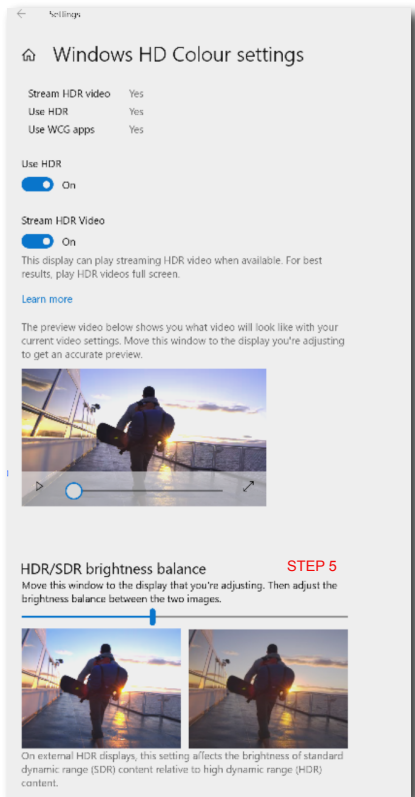 Settings
Windows HD Colour settings
Stream HDR video Yes
Use HDR Yes
Use WCG apps Yes
Use HDR
On
Stream HDR Video
On
This display can play streaming HDR video when available. For best
results, play HDR videos full screen.
Learn more
The preview video below shows you what video will look like with your
current video settings. Move this window to the display you're adjusting
to get an accurate preview.
HDR/SDR brightness balance
STEP 5
Move this window to the display that you're adjusting. Then adjust the
brightness balance between the two images.
On external HDR displays, this setting affects the brightness of standard
dynamic range (SDR) content relative to high dynamic range (HDR)
content.